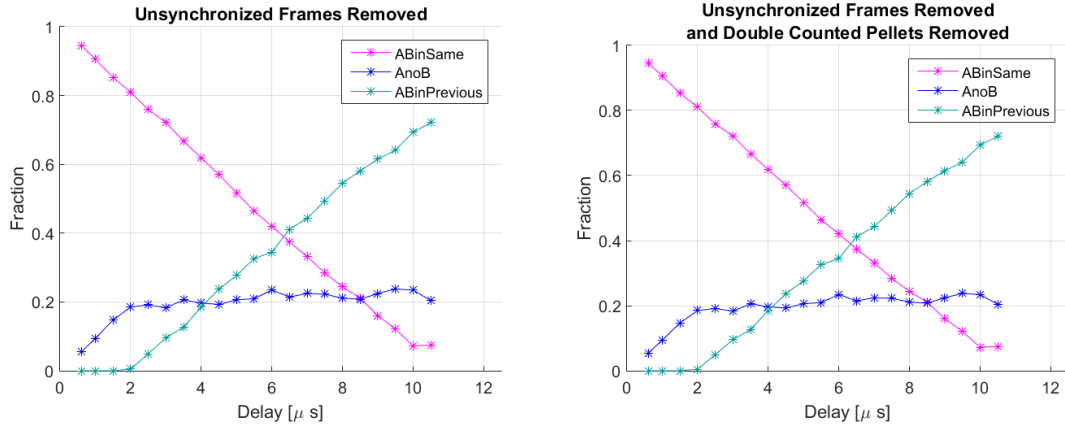 Unsynchronized Frames Removed
1
0.8
0.6
0.4
0.2
0
Fraction
0
2
4
6
8
10
12
Delay [μ s]
ABinSame
AnoB
ABinPrevious
Unsynchronized Frames Removed
and Double Counted Pellets Removed
1
0.8
0.6
0.4
0.2
0
Fraction
0
2
4
6
8
10
12
Delay [μ s]
ABinSame
AnoB
ABinPrevious